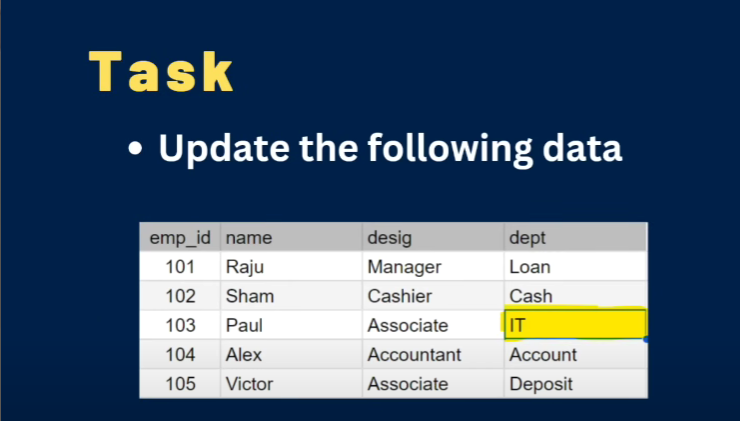 Task
• Update the following data
emp_id name desig dept
101 Raju Manager Loan
102 Sham Cashier Cash
103 Paul Associate IT
104 Alex Accountant Account
105 Victor Associate Deposit